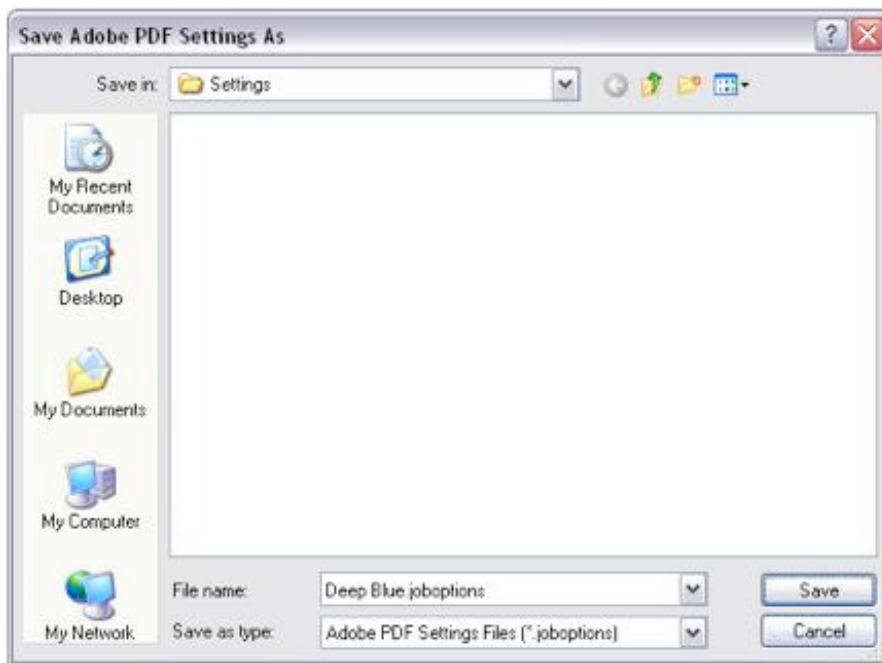 Save Adobe PDF Settings As
Save in: Settings
My Recent
Documents
Desktop
My Documents
My Computer
My Network
File name: Deep Blue.joboptions Save
Save as type: Adobe PDF Settings Files (*.joboptions) Cancel